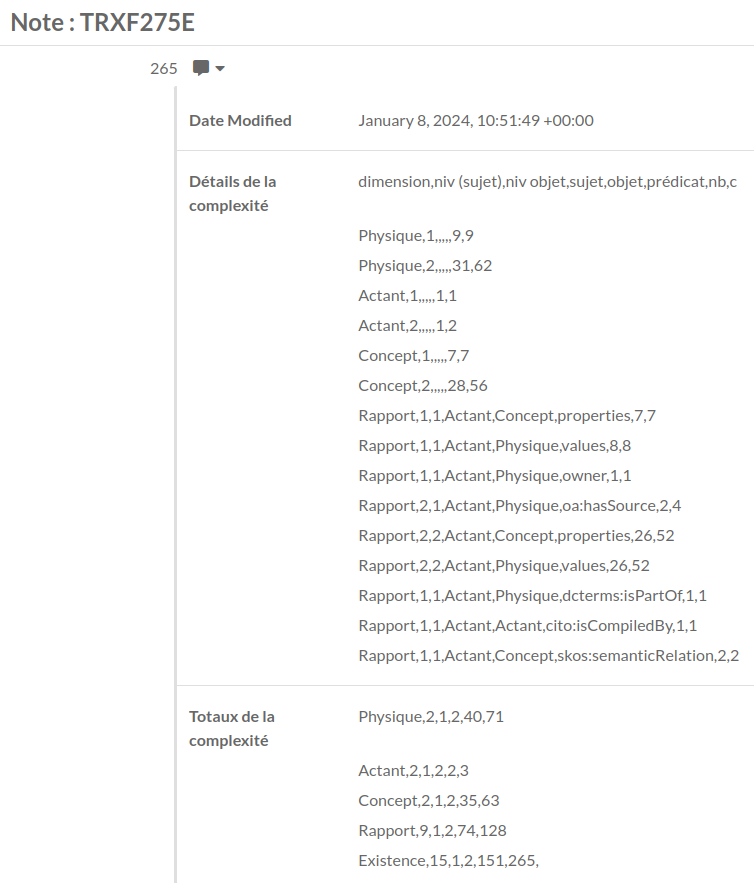 Note : TRXF275E
265
Date Modified
January 8, 2024, 10:51:49 +00:00
Détails de la
complexité
dimension,niv (sujet),niv objet,sujet,objet,prédicat,nb,c
Physique,1,,,,,9,9
Physique,2,,,,,31,62
Actant,1,,,,,1,1
Actant,2,,,,,1,2
Concept,1,,,,,7,7
Concept,2,,,,,28,56
Rapport,1,1,Actant,Concept,properties,7,7
Rapport,1,1,Actant,Physique,values,8,8
Rapport,1,1,Actant,Physique,owner,1,1
Rapport,2,1,Actant,Physique,oa:hasSource,2,4
Rapport,2,2,Actant,Concept,properties,26,52
Rapport,2,2,Actant,Physique,values,26,52
Rapport,1,1,Actant,Physique,dcterms:isPartOf,1,1
Rapport,1,1,Actant,Actant,cito:isCompiledBy,1,1
Rapport,1,1,Actant,Concept,skos:semanticRelation,2,2
Totaux de la
complexité
Physique,2,1,2,40,71
Actant,2,1,2,2,3
Concept,2,1,2,35,63
Rapport,9,1,2,74,128
Existence,15,1,2,151,265,